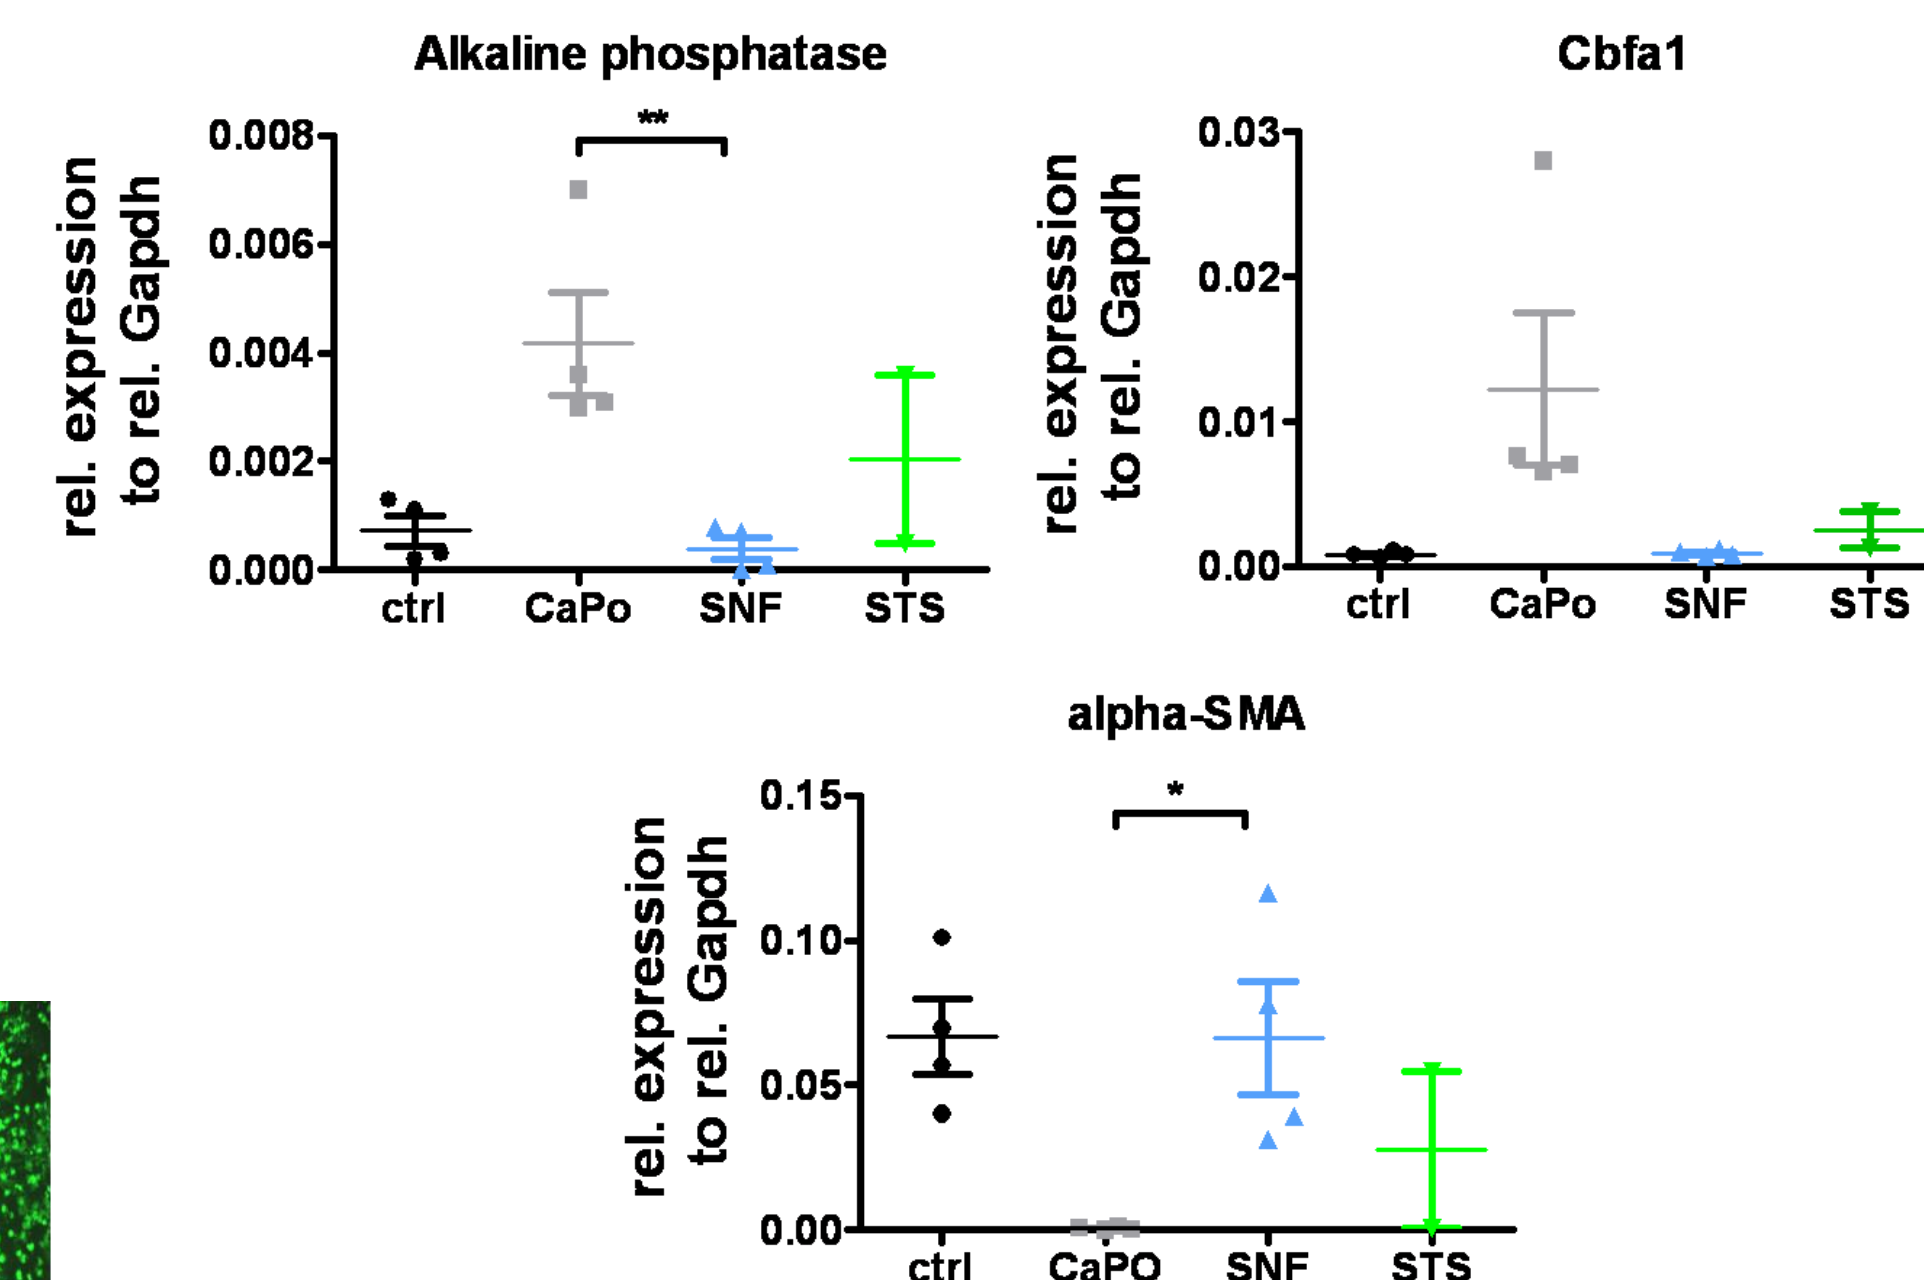 Alkaline phosphatase
**
rel. expression
to rel. Gapdh
0.008
0.006
0.004
0.002
0.000
ctrl CaPo SNF STS
Cbfa1
rel. expression
to rel. Gapdh
0.03
0.02
0.01
0.00
ctrl CaPo SNF STS
alpha-SMA
*
rel. expression
to rel. Gapdh
0.15
0.10
0.05
0.00
ctrl CaPO SNF STS